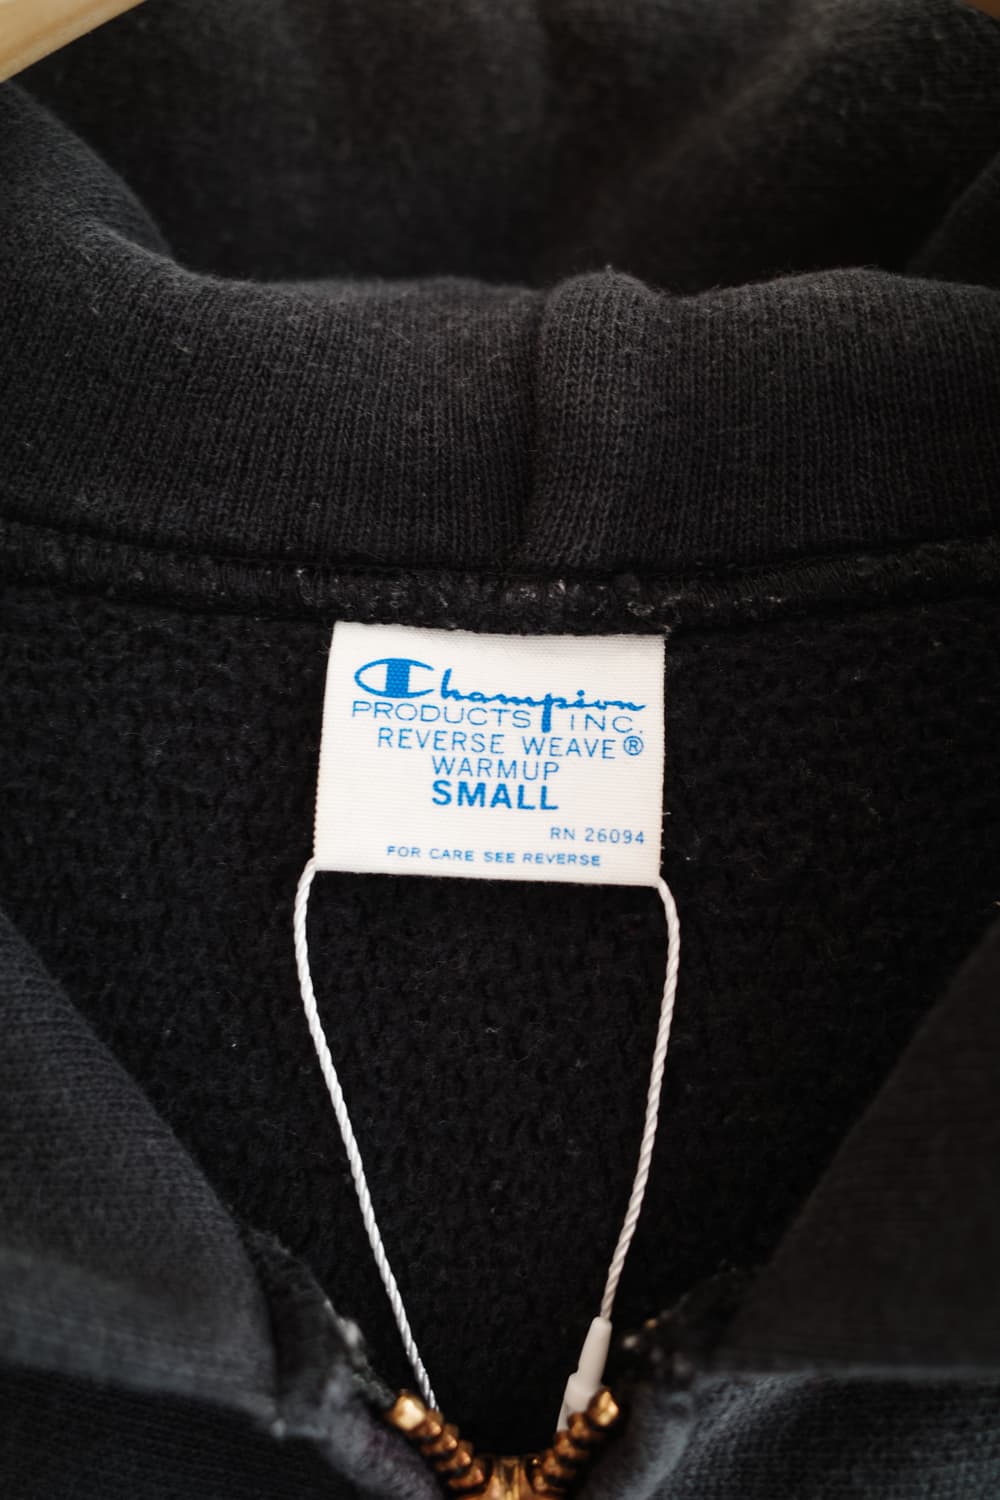 Champion
PRODUCTS INC.
REVERSE WEAVE®
WARMUP
SMALL
RN 26094
FOR CARE SEE REVERSE